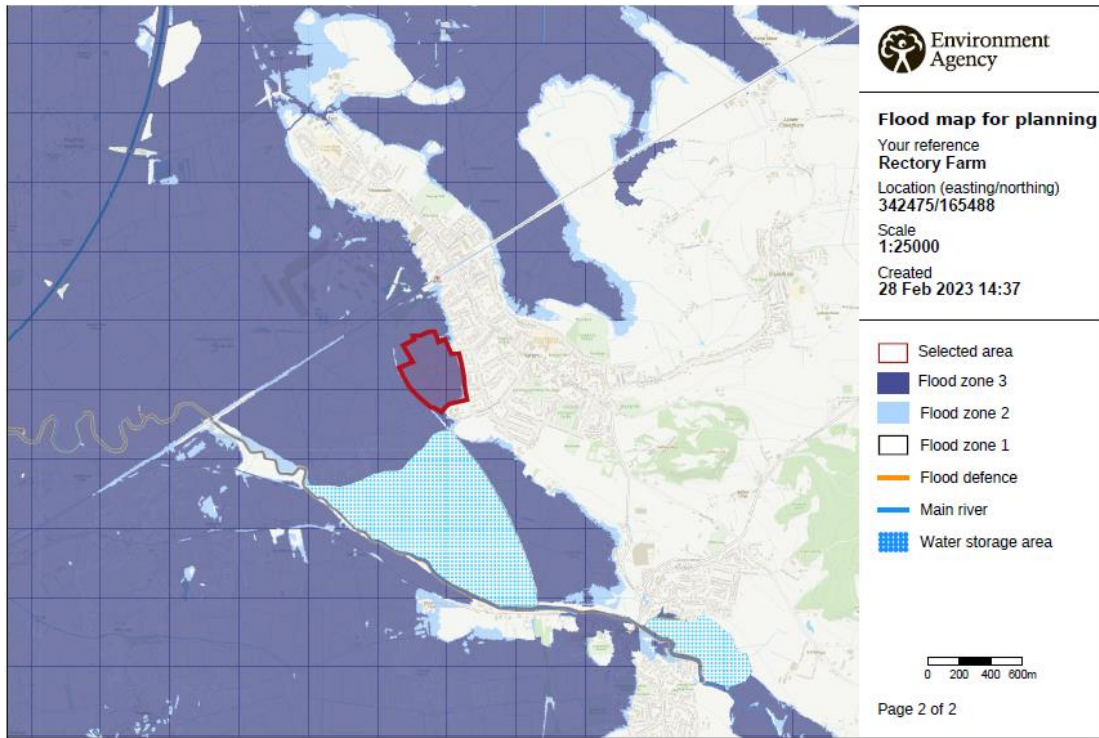 Environment
Agency
Flood map for planning
Your reference
Rectory Farm
Location (easting/northing)
342475/165488
Scale
1:25000
Created
28 Feb 2023 14:37
Selected area
Flood zone 3
Flood zone 2
Flood zone 1
Flood defence
Main river
Water storage area
0 200 400 600m
Page 2 of 2